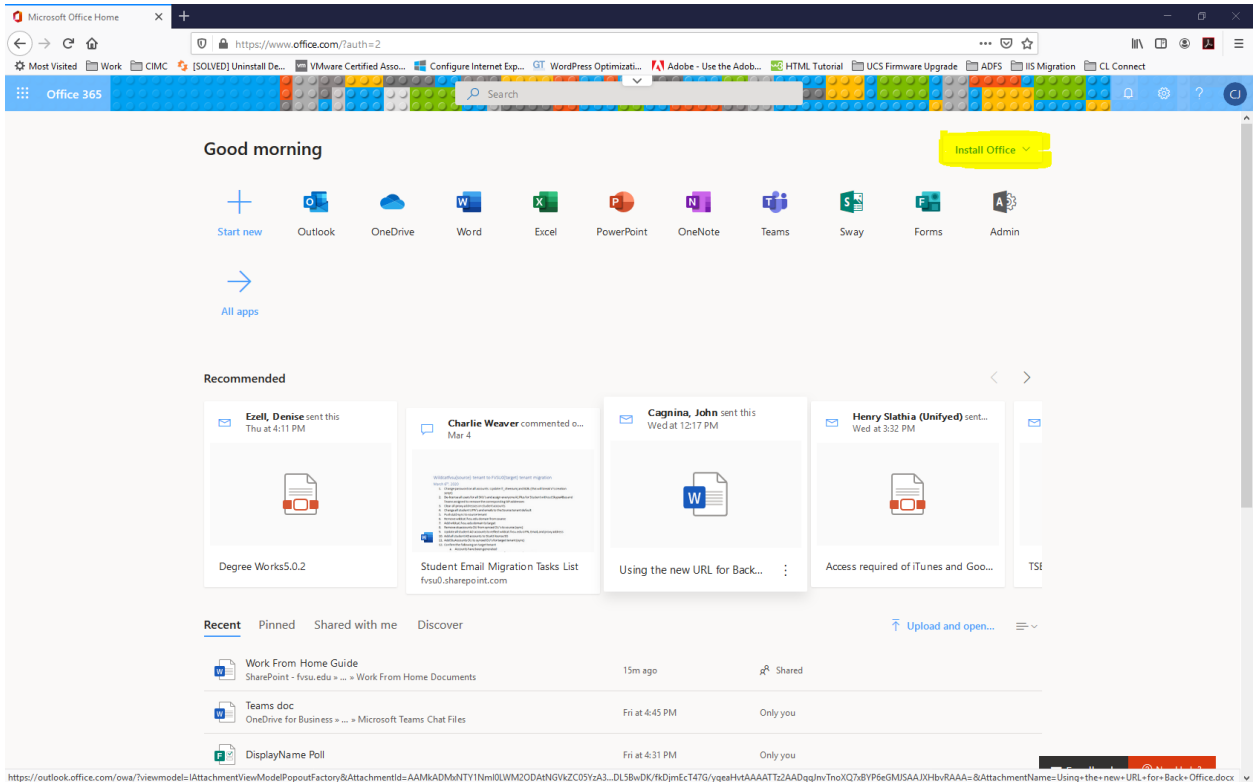 Microsoft Office Home
https://www.office.com/?auth=2
Most Visited Work CIMC [SOLVED] Uninstall De... VMware Certified Asso... Configure Internet Exp... GT WordPress Optimizati... Adobe - Use the Adob... HTML Tutorial UCS Firmware Upgrade ADFS IIS Migration CL Connect
Office 365 Search CJ
Good morning
Install Office
Start new Outlook OneDrive Word Excel PowerPoint OneNote Teams Sway Forms Admin
All apps
Recommended
Ezell, Denise sent this
Thu at 4:11 PM
Degree Works5.0.2
Charlie Weaver commented o...
Mar 4
Student Email Migration Tasks List
fvsu0.sharepoint.com
Cagnina, John sent this
Wed at 12:17 PM
Using the new URL for Back...
Henry Slathia (Unifyed) sent...
Wed at 3:32 PM
Access required of iTunes and Goo...
Recent Pinned Shared with me Discover
Upload and open...
Work From Home Guide
SharePoint - fvsu.edu » ... » Work From Home Documents
15m ago
Shared
Teams doc
OneDrive for Business » ... » Microsoft Teams Chat Files
Fri at 4:45 PM
Only you
DisplayName Poll
Fri at 4:31 PM
Only you